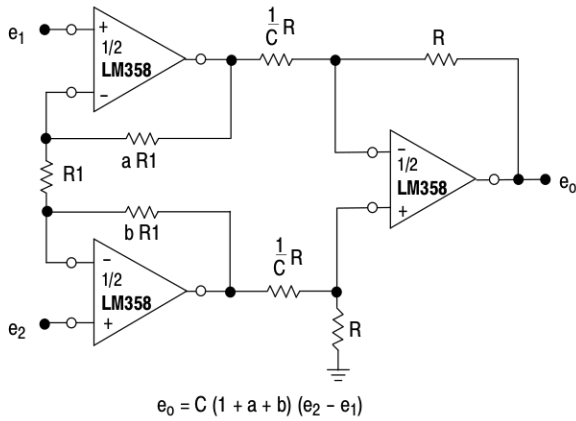 e1
+
1/2
LM358
−
1/C R
R
a R1
R1
−
1/2
LM358
+
eo
b R1
−
1/2
LM358
+
e2
1/C R
R
eo = C (1 + a + b) (e2 − e1)